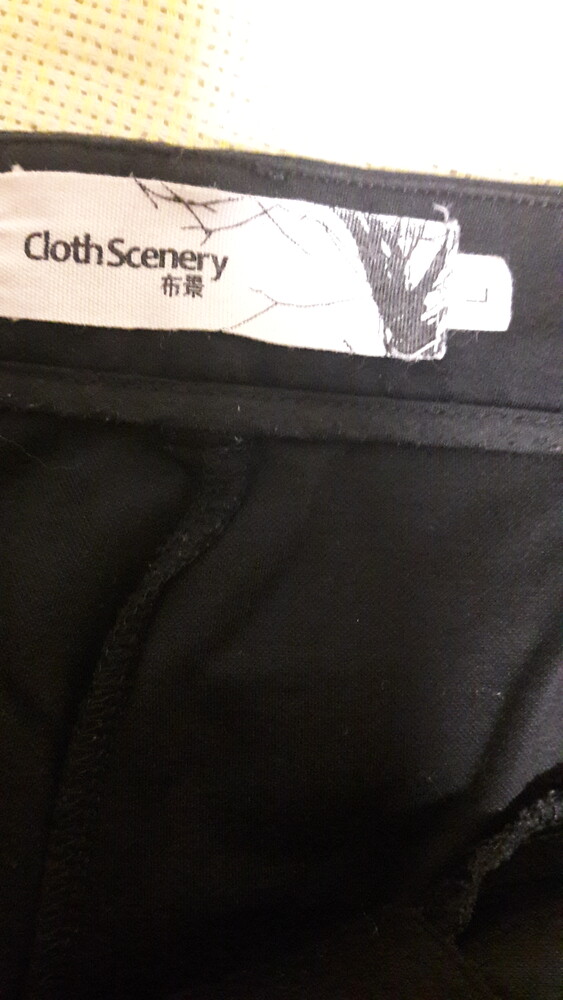 Cloth Scenery
布景
L